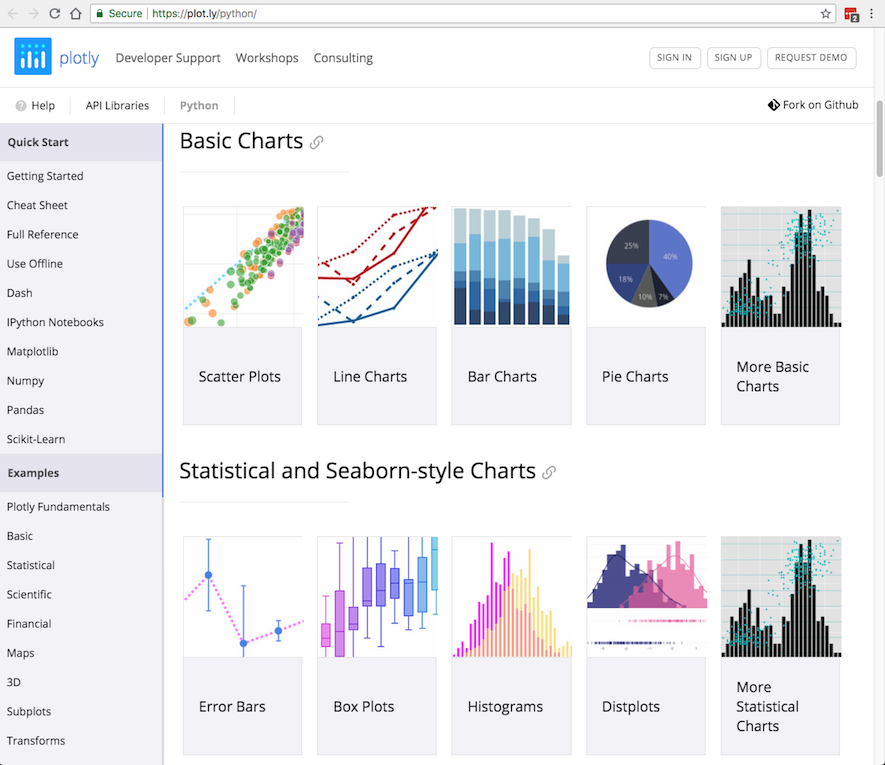 Secure https://plot.ly/python/
2
plotly Developer Support Workshops Consulting SIGN IN SIGN UP REQUEST DEMO
? Help API Libraries Python Fork on Github
Quick Start
Getting Started
Cheat Sheet
Full Reference
Use Offline
Dash
IPython Notebooks
Matplotlib
Numpy
Pandas
Scikit-Learn
Examples
Plotly Fundamentals
Basic
Statistical
Scientific
Financial
Maps
3D
Subplots
Transforms
Basic Charts
25%
40%
18%
10%
7%
Scatter Plots
Line Charts
Bar Charts
Pie Charts
More Basic
Charts
Statistical and Seaborn-style Charts
Error Bars
Box Plots
Histograms
Distplots
More
Statistical
Charts